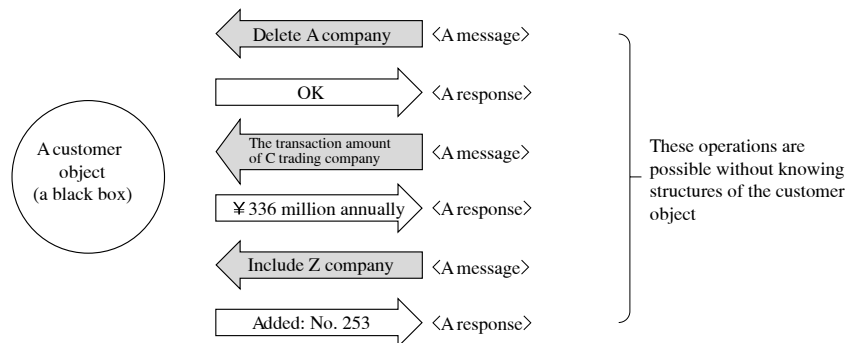 Delete A company 〈A message〉
OK 〈A response〉
A customer
object
(a black box)
The transaction amount
of C trading company 〈A message〉
¥336 million annually 〈A response〉
Include Z company 〈A message〉
Added: No. 253 〈A response〉
These operations are
possible without knowing
structures of the customer
object